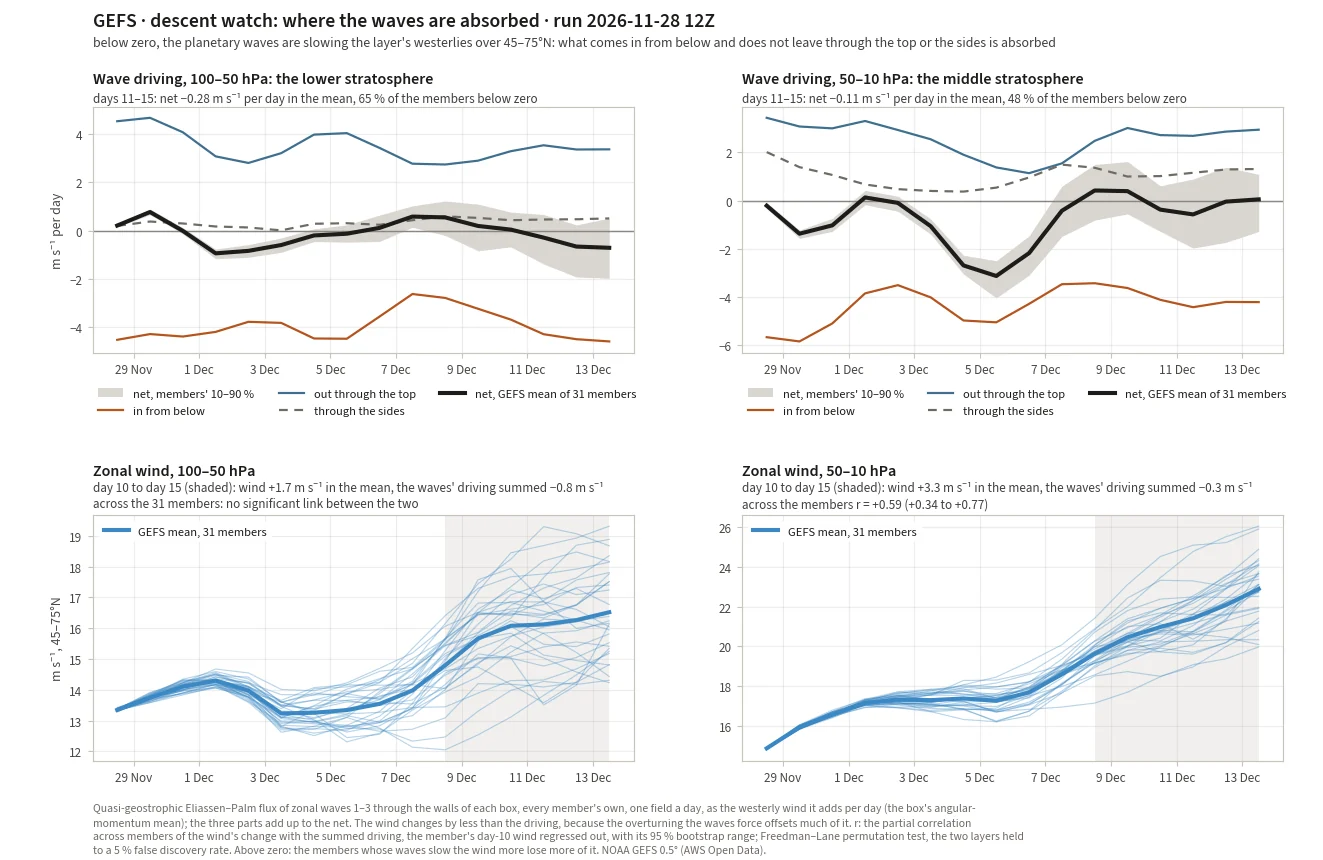 GEFS · descent watch: where the waves are absorbed · run 2026-11-28 12Z
below zero, the planetary waves are slowing the layer's westerlies over 45–75°N: what comes in from below and does not leave through the top or the sides is absorbed
Wave driving, 100–50 hPa: the lower stratosphere
days 11–15: net −0.28 m s⁻¹ per day in the mean, 65 % of the members below zero
4
2
0
−2
−4
m s⁻¹ per day
29 Nov
1 Dec
3 Dec
5 Dec
7 Dec
9 Dec
11 Dec
13 Dec
net, members' 10–90 %
out through the top
net, GEFS mean of 31 members
in from below
through the sides
Wave driving, 50–10 hPa: the middle stratosphere
days 11–15: net −0.11 m s⁻¹ per day in the mean, 48 % of the members below zero
2
0
−2
−4
−6
29 Nov
1 Dec
3 Dec
5 Dec
7 Dec
9 Dec
11 Dec
13 Dec
net, members' 10–90 %
out through the top
net, GEFS mean of 31 members
in from below
through the sides
Zonal wind, 100–50 hPa
day 10 to day 15 (shaded): wind +1.7 m s⁻¹ in the mean, the waves' driving summed −0.8 m s⁻¹
across the 31 members: no significant link between the two
GEFS mean, 31 members
19
18
17
16
15
14
13
12
m s⁻¹, 45–75°N
29 Nov
1 Dec
3 Dec
5 Dec
7 Dec
9 Dec
11 Dec
13 Dec
Zonal wind, 50–10 hPa
day 10 to day 15 (shaded): wind +3.3 m s⁻¹ in the mean, the waves' driving summed −0.3 m s⁻¹
across the members r = +0.59 (+0.34 to +0.77)
GEFS mean, 31 members
26
24
22
20
18
16
29 Nov
1 Dec
3 Dec
5 Dec
7 Dec
9 Dec
11 Dec
13 Dec
Quasi-geostrophic Eliassen–Palm flux of zonal waves 1–3 through the walls of each box, every member's own, one field a day, as the westerly wind it adds per day (the box's angular-
momentum mean); the three parts add up to the net. The wind changes by less than the driving, because the overturning the waves force offsets much of it. r: the partial correlation
across members of the wind's change with the summed driving, the member's day-10 wind regressed out, with its 95 % bootstrap range; Freedman–Lane permutation test, the two layers held
to a 5 % false discovery rate. Above zero: the members whose waves slow the wind more lose more of it. NOAA GEFS 0.5° (AWS Open Data).